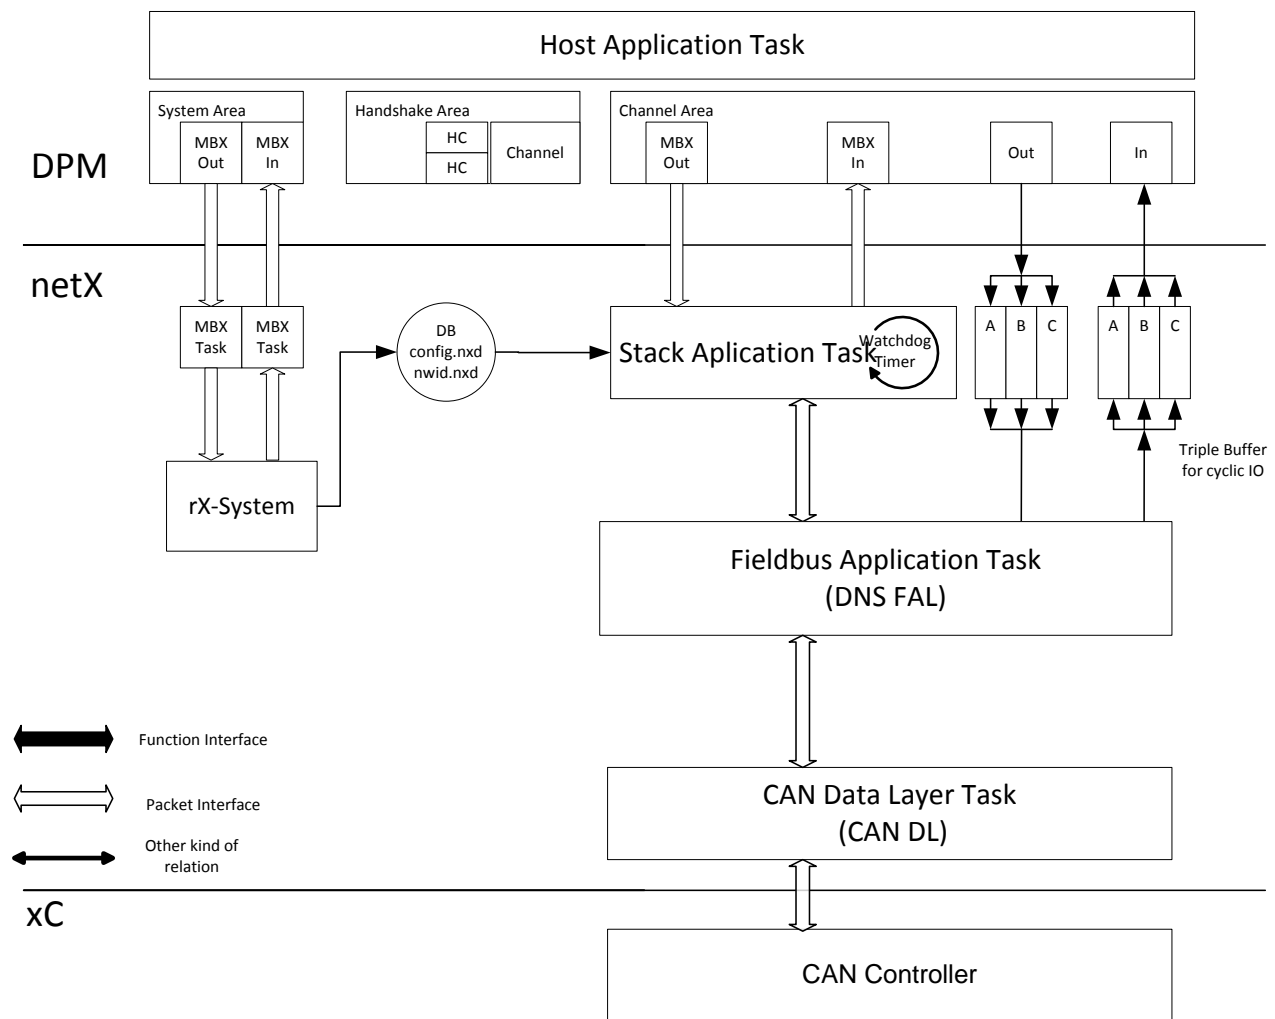 Host Application Task
System Area
MBX
Out
MBX
In
Handshake Area
HC
HC
Channel
Channel Area
MBX
Out
MBX
In
Out
In
DPM
netX
MBX
Task
MBX
Task
DB
config.nxd
nwid.nxd
Stack Aplication Task
Watchdog
Timer
A
B
C
A
B
C
Triple Buffer
for cyclic IO
rX-System
Fieldbus Application Task
(DNS FAL)
Function Interface
Packet Interface
Other kind of
relation
CAN Data Layer Task
(CAN DL)
xC
CAN Controller